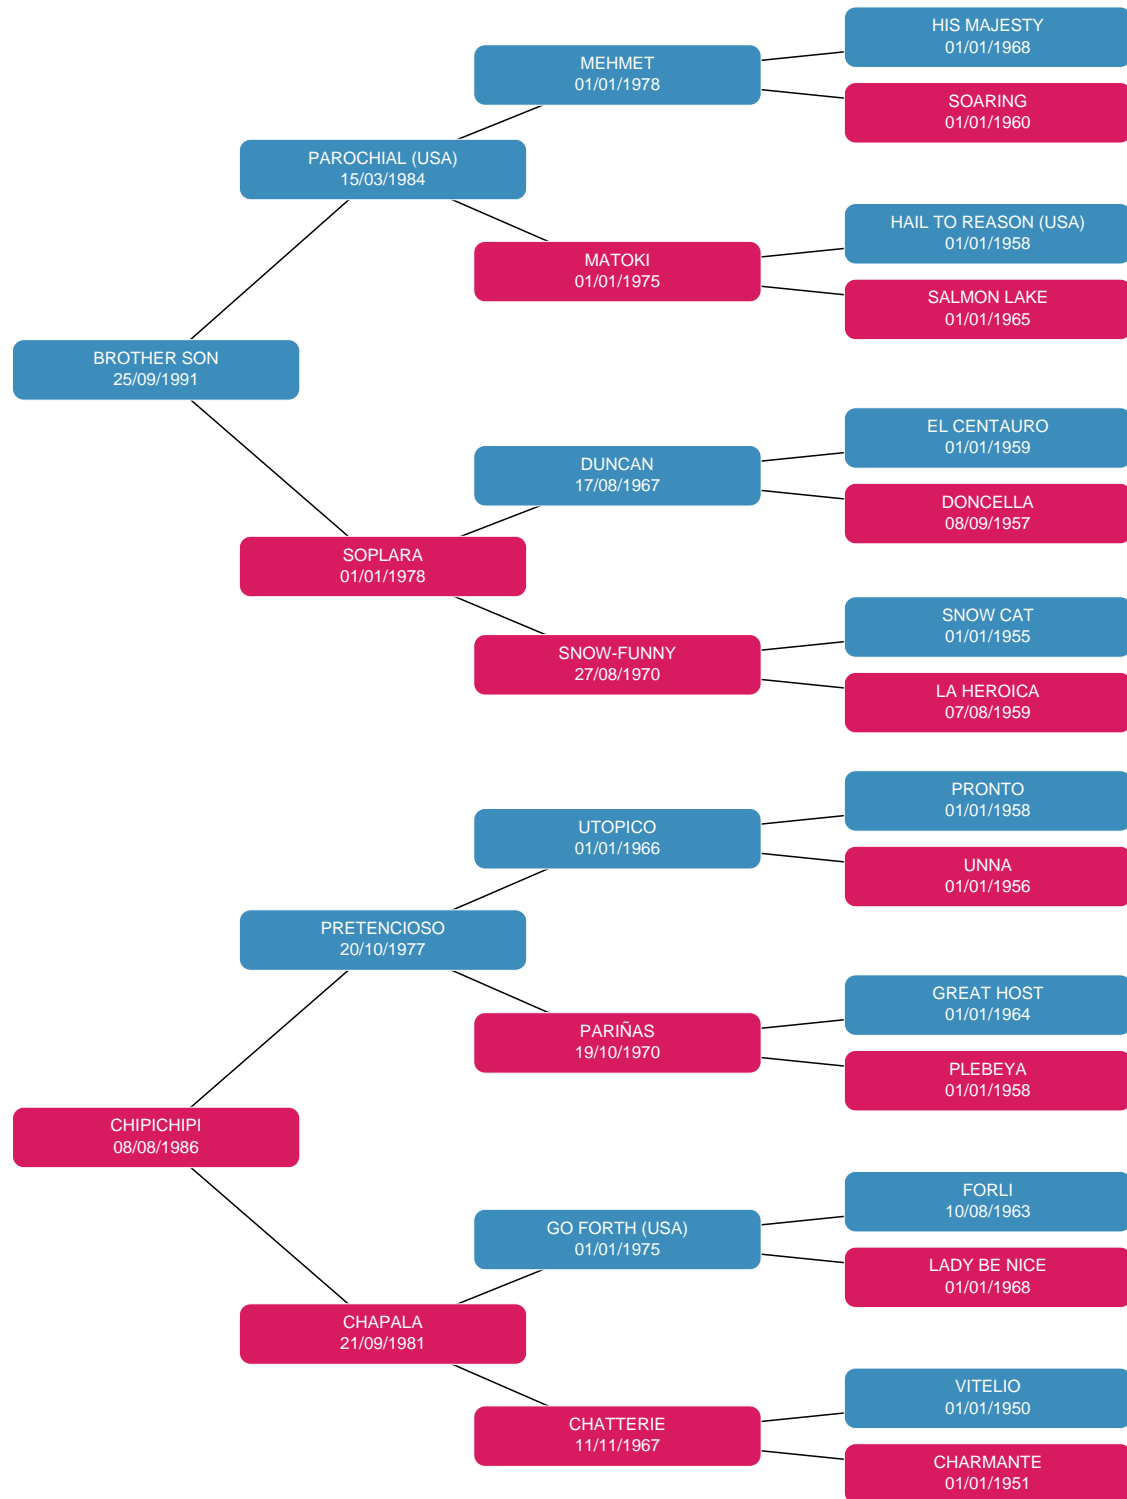 HIS MAJESTY
01/01/1968
MEHMET
01/01/1978
SOARING
01/01/1960
PAROCHIAL (USA)
15/03/1984
HAIL TO REASON (USA)
01/01/1958
MATOKI
01/01/1975
SALMON LAKE
01/01/1965
BROTHER SON
25/09/1991
EL CENTAURO
01/01/1959
DUNCAN
17/08/1967
DONCELLA
08/09/1957
SOPLARA
01/01/1978
SNOW CAT
01/01/1955
SNOW-FUNNY
27/08/1970
LA HEROICA
07/08/1959
PRONTO
01/01/1958
UTOPICO
01/01/1966
UNNA
01/01/1956
PRETENCIOSO
20/10/1977
GREAT HOST
01/01/1964
PARIÑAS
19/10/1970
PLEBEYA
01/01/1958
CHIPICHIPI
08/08/1986
FORLI
10/08/1963
GO FORTH (USA)
01/01/1975
LADY BE NICE
01/01/1968
CHAPALA
21/09/1981
VITELIO
01/01/1950
CHATTERIE
11/11/1967
CHARMANTE
01/01/1951